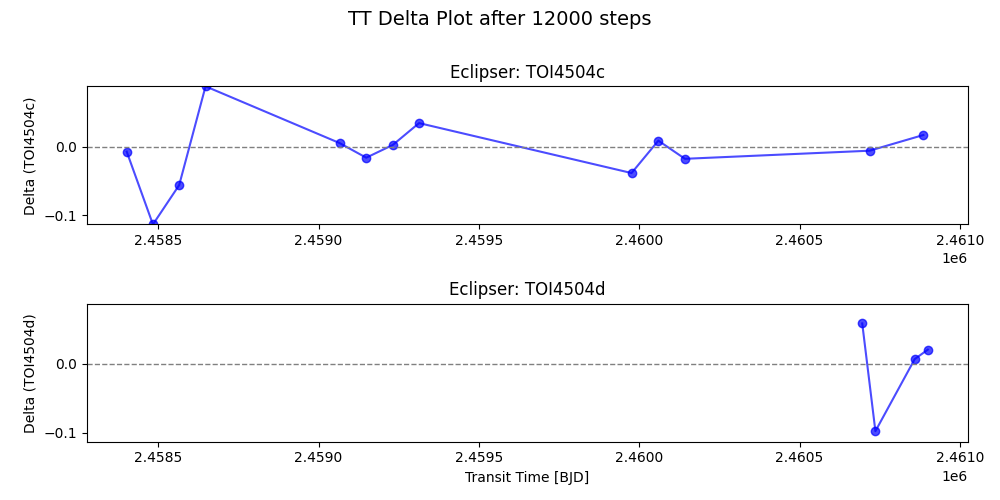 TT Delta Plot after 12000 steps
Eclipser: TOI4504c
Delta (TOI4504c)
0.0
−0.1
2.4585 2.4590 2.4595 2.4600 2.4605 2.4610
1e6
Eclipser: TOI4504d
Delta (TOI4504d)
0.0
−0.1
2.4585 2.4590 2.4595 2.4600 2.4605 2.4610
1e6
Transit Time [BJD]